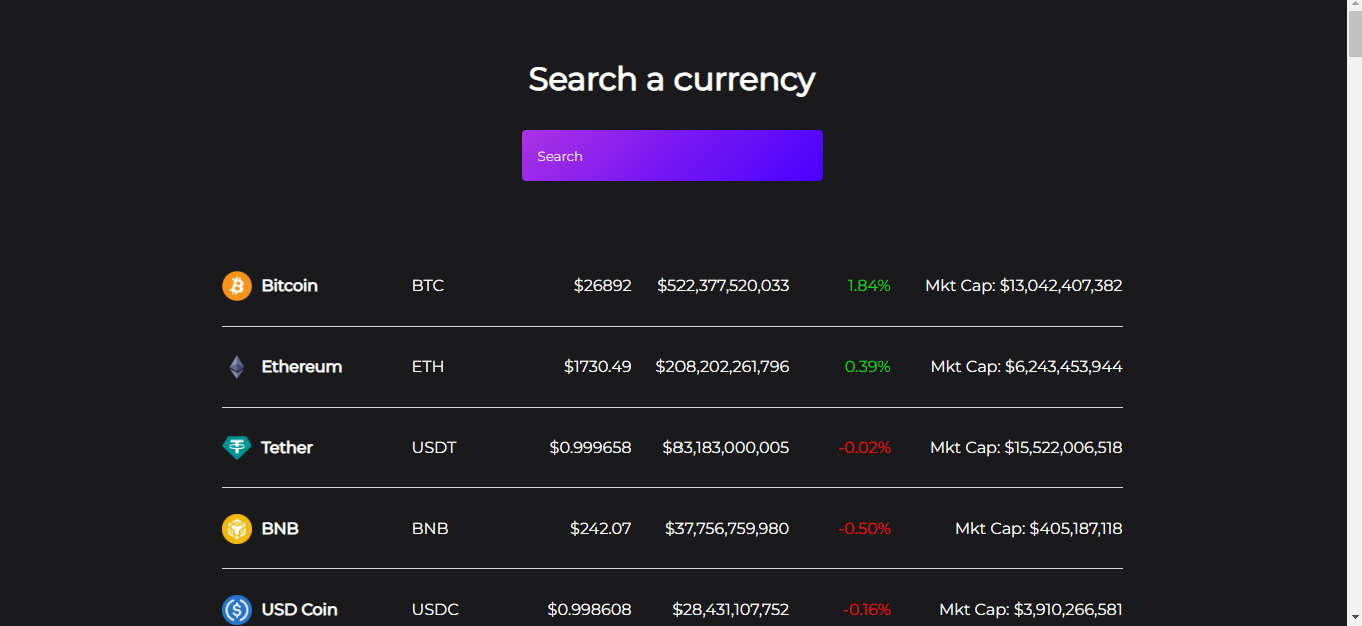 Search a currency
Search
Bitcoin BTC $26892 $522,377,520,033 1.84% Mkt Cap: $13,042,407,382
Ethereum ETH $1730.49 $208,202,261,796 0.39% Mkt Cap: $6,243,453,944
Tether USDT $0.999658 $83,183,000,005 -0.02% Mkt Cap: $15,522,006,518
BNB BNB $242.07 $37,756,759,980 -0.50% Mkt Cap: $405,187,118
USD Coin USDC $0.998608 $28,431,107,752 -0.16% Mkt Cap: $3,910,266,581